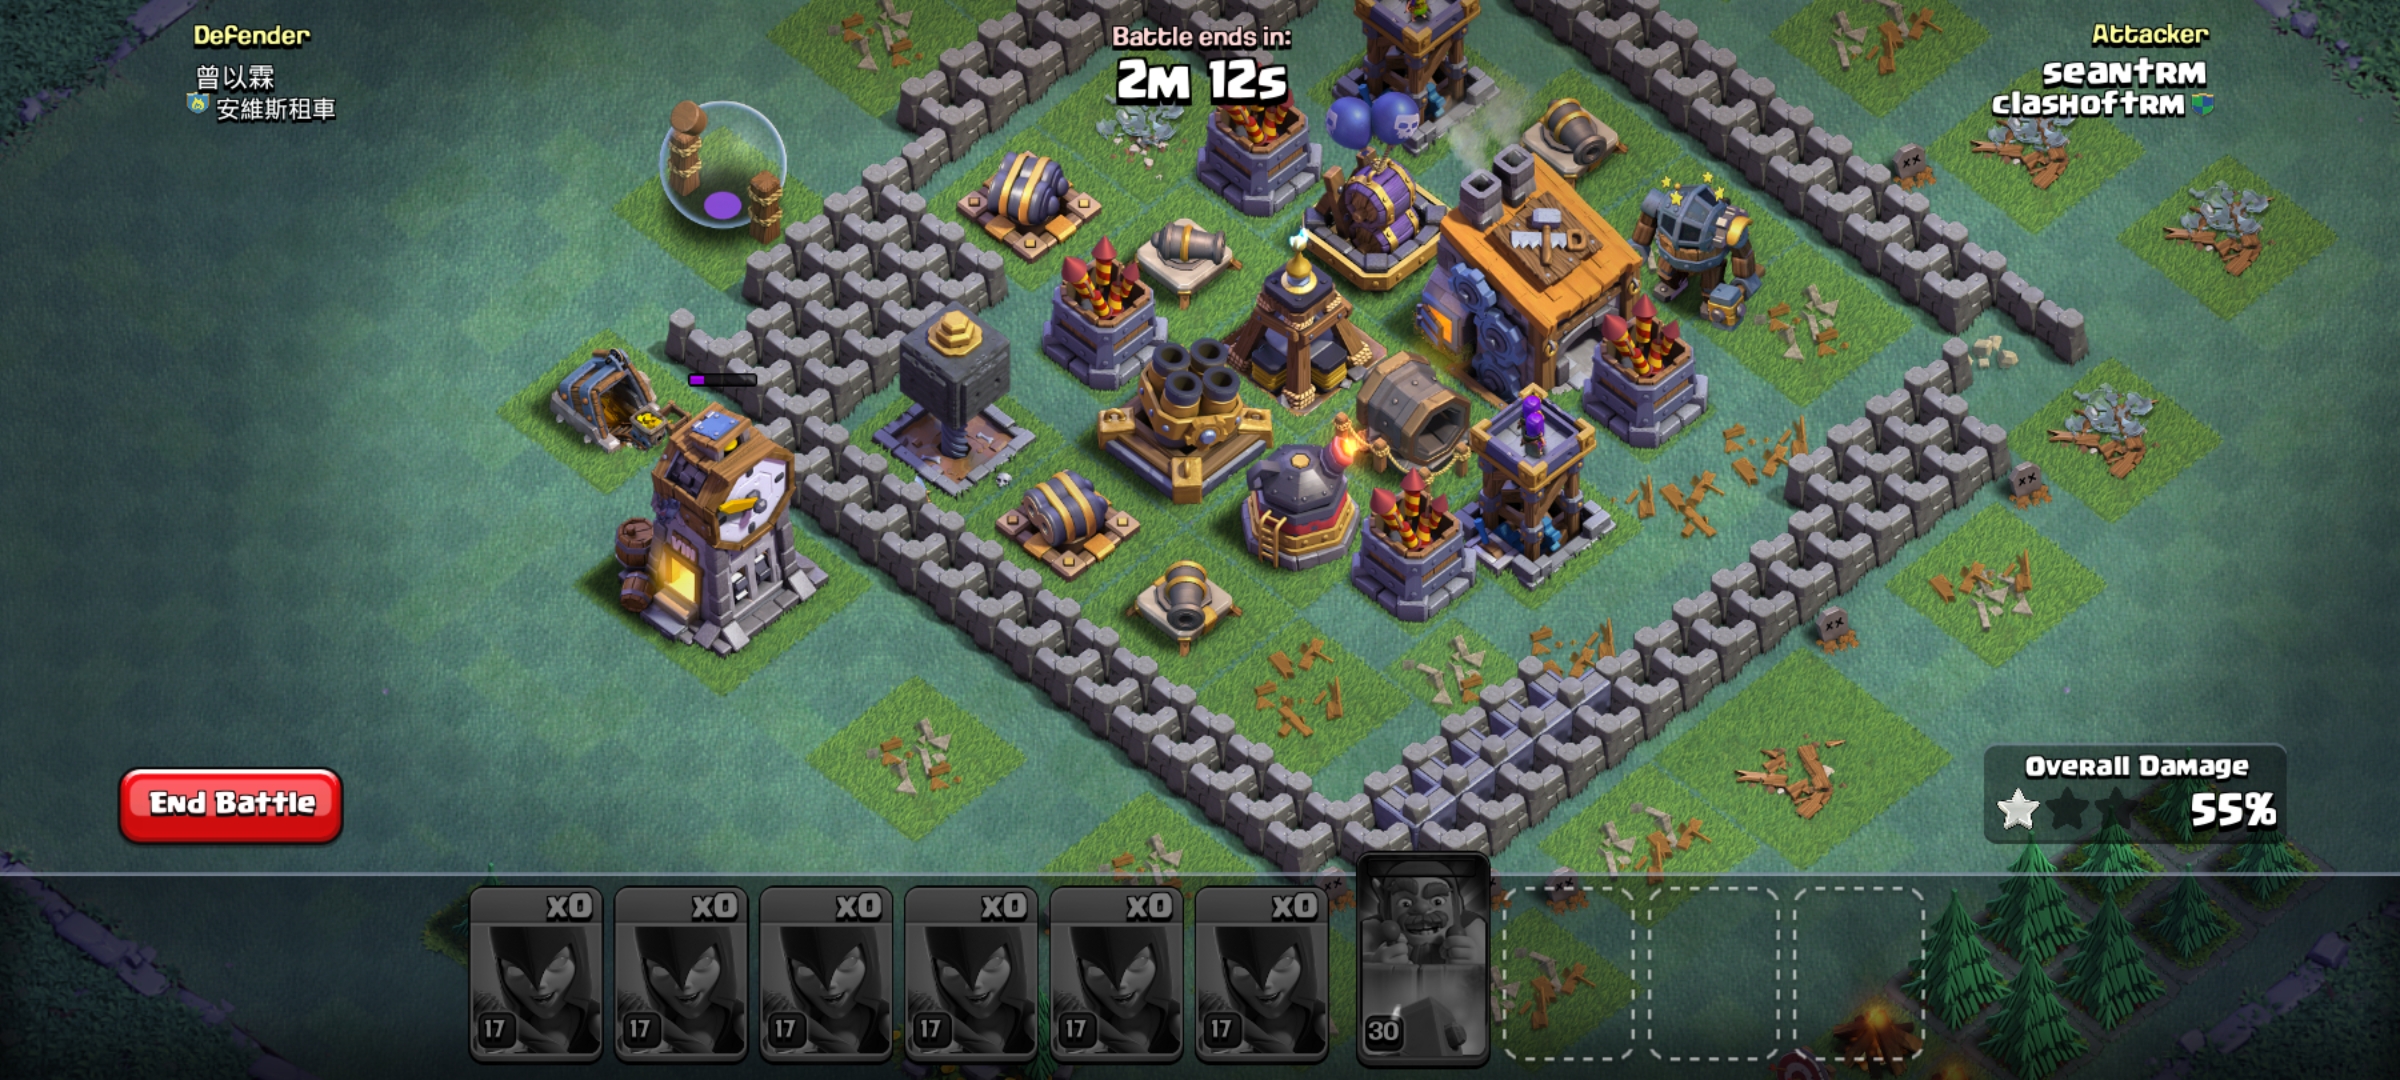 Defender
曾以霖
安維斯租車
Battle ends in:
2M 12s
Attacker
seantRM
clashoftRM
End Battle
Overall Damage
55%
x0
x0
x0
x0
x0
x0
17
17
17
17
17
17
30